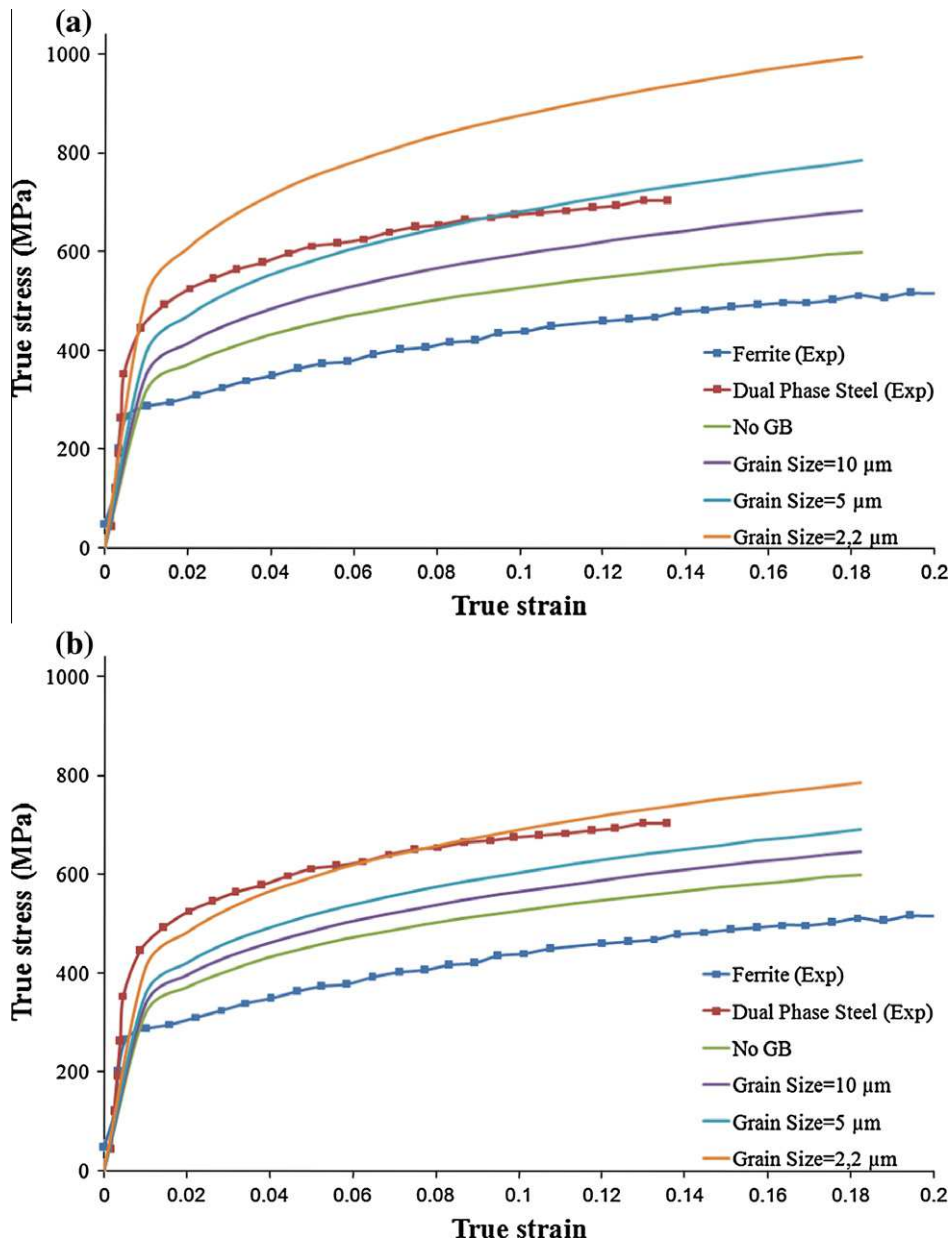 (a)
1000
800
600
400
200
0
True stress (MPa)
Ferrite (Exp)
Dual Phase Steel (Exp)
No GB
Grain Size=10 µm
Grain Size=5 µm
Grain Size=2,2 µm
0 0.02 0.04 0.06 0.08 0.1 0.12 0.14 0.16 0.18 0.2
True strain
(b)
1000
800
600
400
200
0
True stress (MPa)
Ferrite (Exp)
Dual Phase Steel (Exp)
No GB
Grain Size=10 µm
Grain Size=5 µm
Grain Size=2,2 µm
0 0.02 0.04 0.06 0.08 0.1 0.12 0.14 0.16 0.18 0.2
True strain